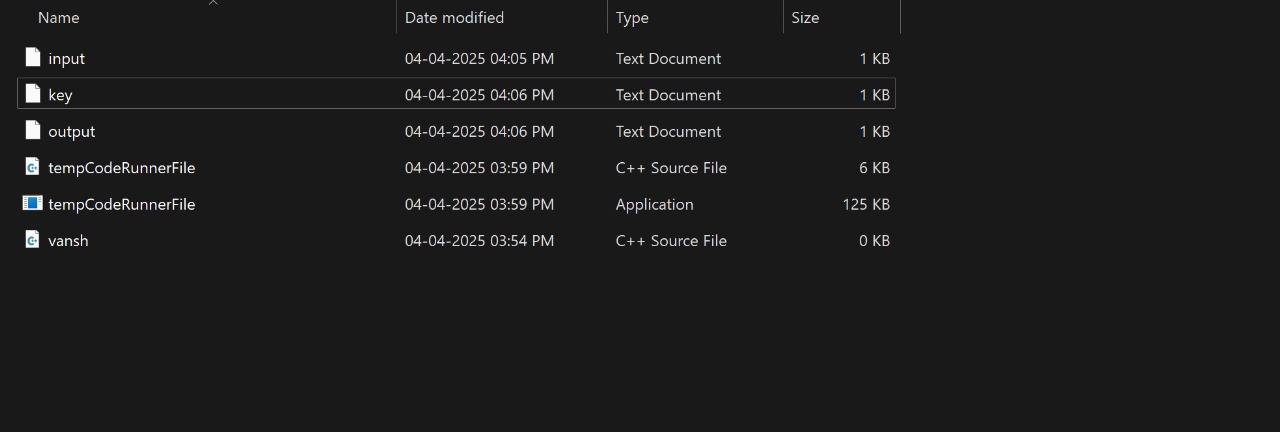 Name Date modified Type Size
input 04-04-2025 04:05 PM Text Document 1 KB
key 04-04-2025 04:06 PM Text Document 1 KB
output 04-04-2025 04:06 PM Text Document 1 KB
tempCodeRunnerFile 04-04-2025 03:59 PM C++ Source File 6 KB
tempCodeRunnerFile 04-04-2025 03:59 PM Application 125 KB
vansh 04-04-2025 03:54 PM C++ Source File 0 KB